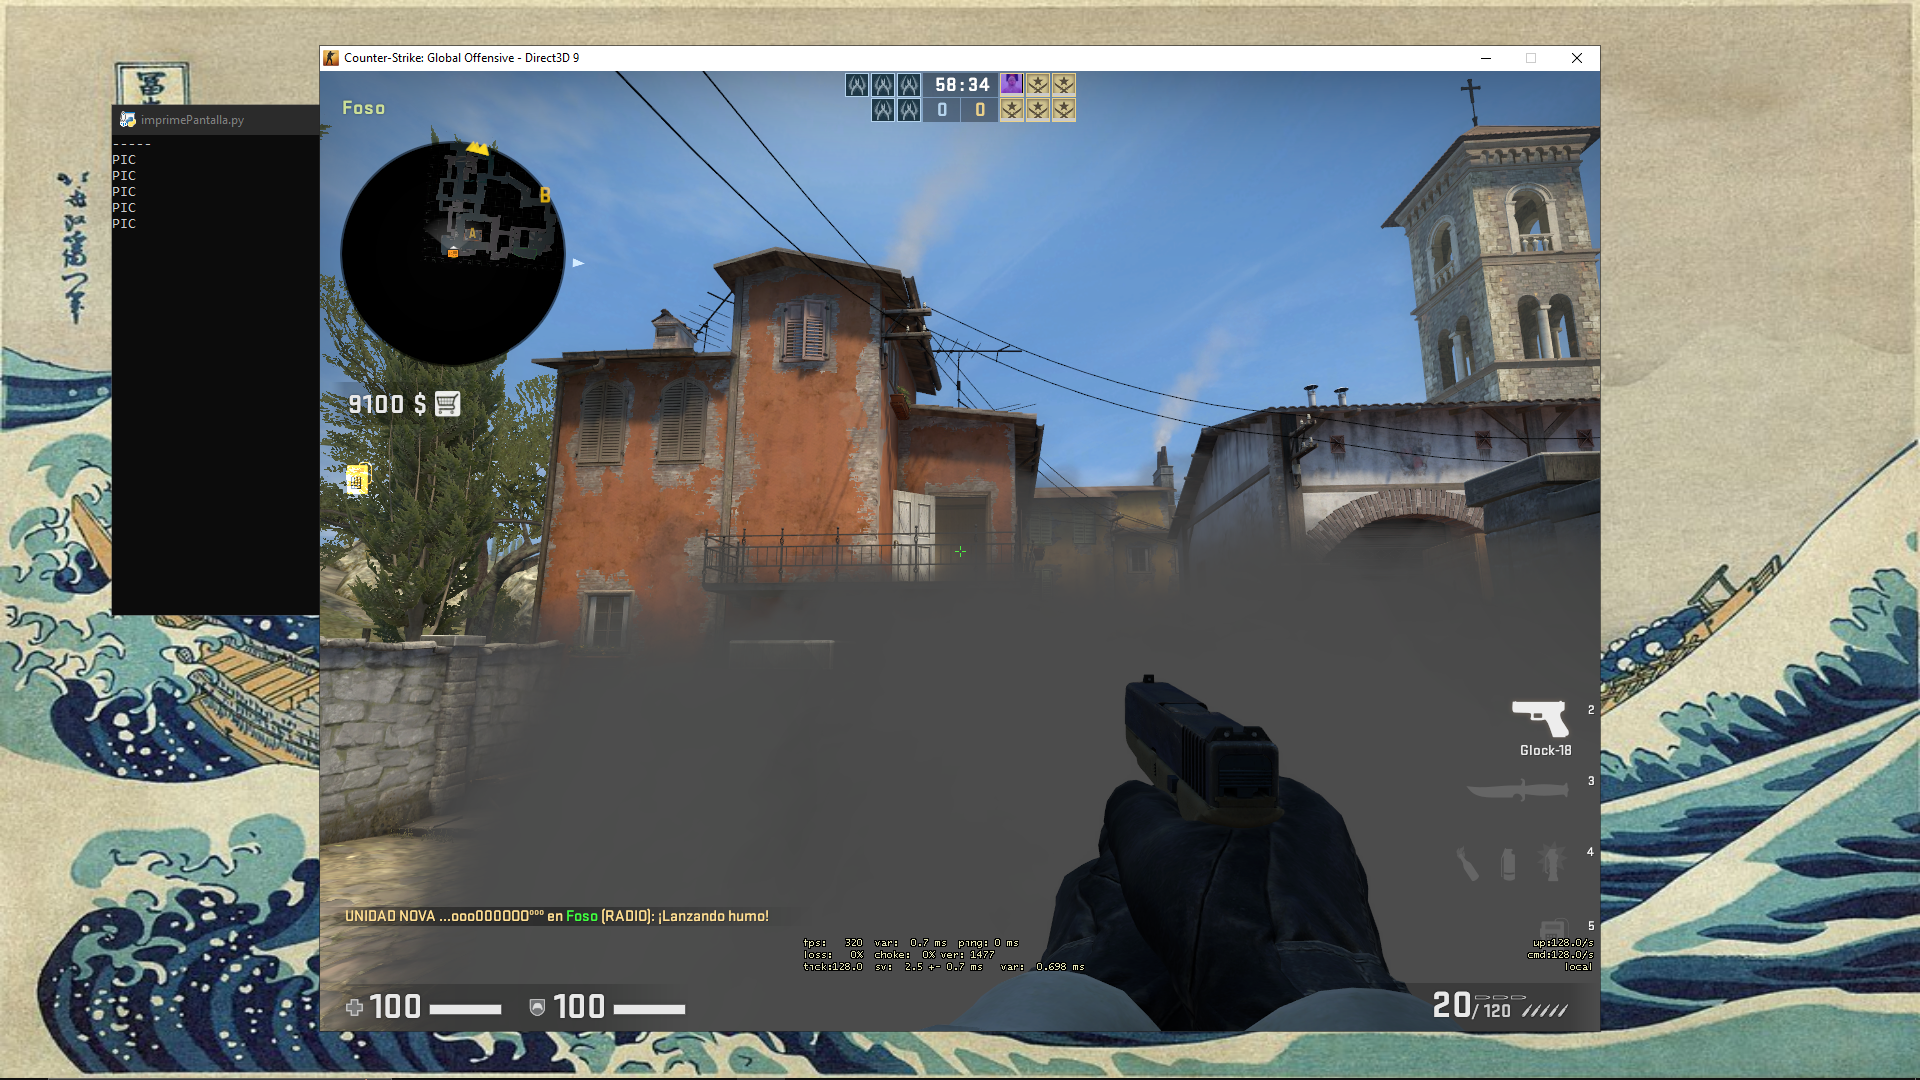 Counter-Strike: Global Offensive - Direct3D 9
imprimePantalla.py
-----
PIC
PIC
PIC
PIC
PIC
58:34
0 0
Foso
B
A
9100 $
2
Glock-18
3
4
5
UNIDAD NOVA ...ooo000000ººº en Foso (RADIO): ¡Lanzando humo!
fps: 320 var: 0.7 ms ping: 0 ms
loss: 0% choke: 0% ver: 1477
tick:128.0 sv: 2.5 +- 0.7 ms var: 0.698 ms
up:128.0/s
cmd:128.0/s
local
100 100
20/ 120